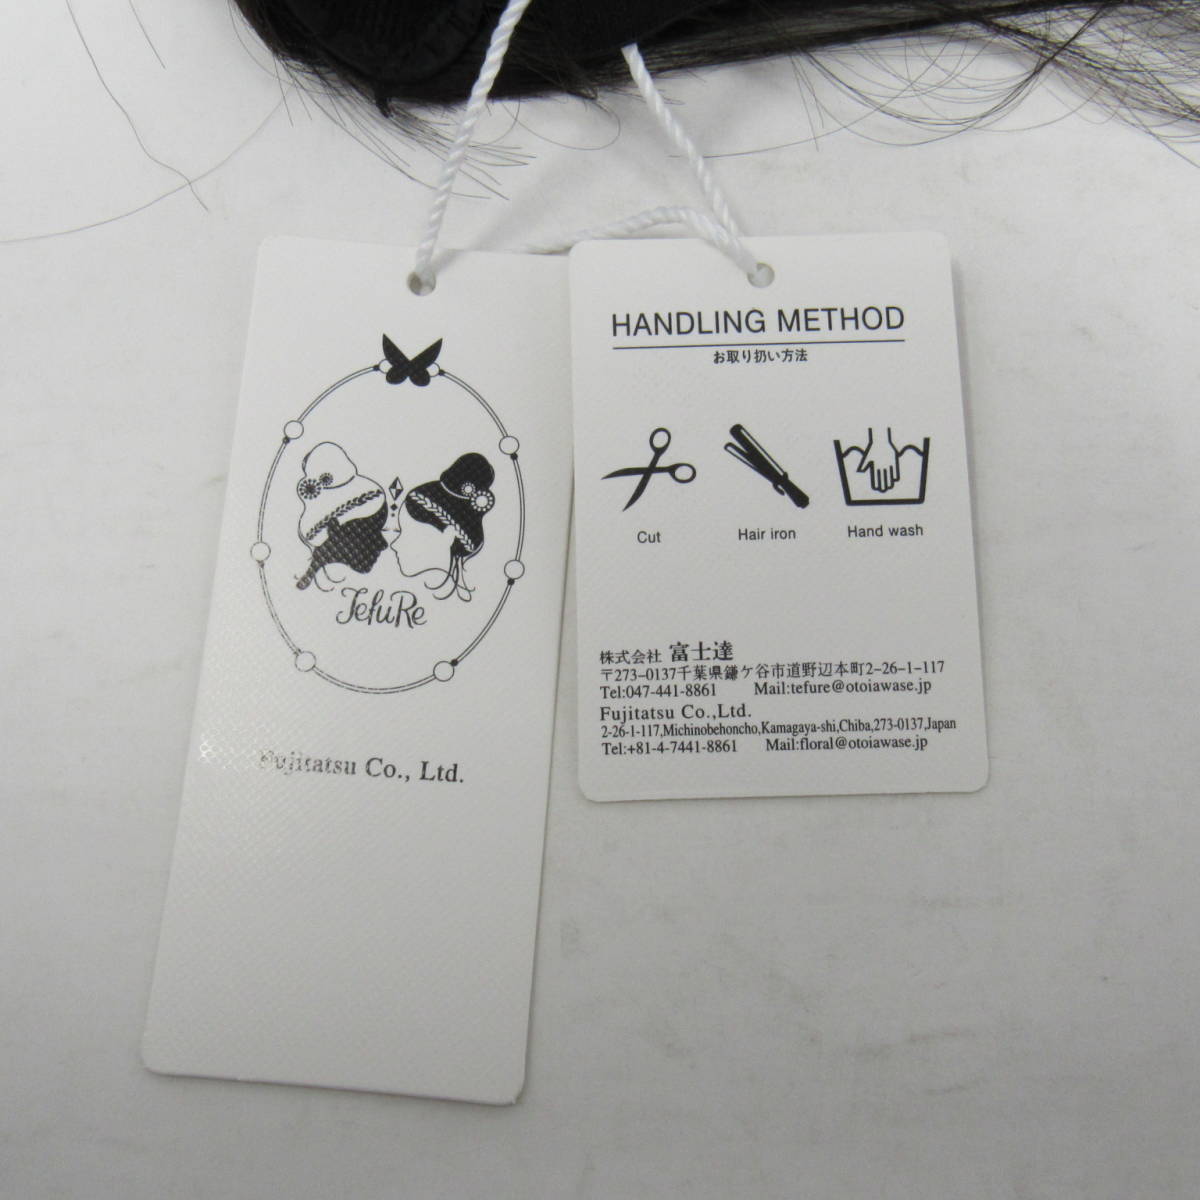 TefuRe
Fujitatsu Co., Ltd.
HANDLING METHOD
お取り扱い方法
Cut
Hair iron
Hand wash
株式会社 富士達
〒273-0137千葉県鎌ケ谷市道野辺本町2-26-1-117
Tel:047-441-8861 Mail:tefure@otoiawase.jp
Fujitatsu Co.,Ltd.
2-26-1-117,Michinobehoncho,Kamagaya-shi,Chiba,273-0137,Japan
Tel:+81-4-7441-8861 Mail:floral@otoiawase.jp